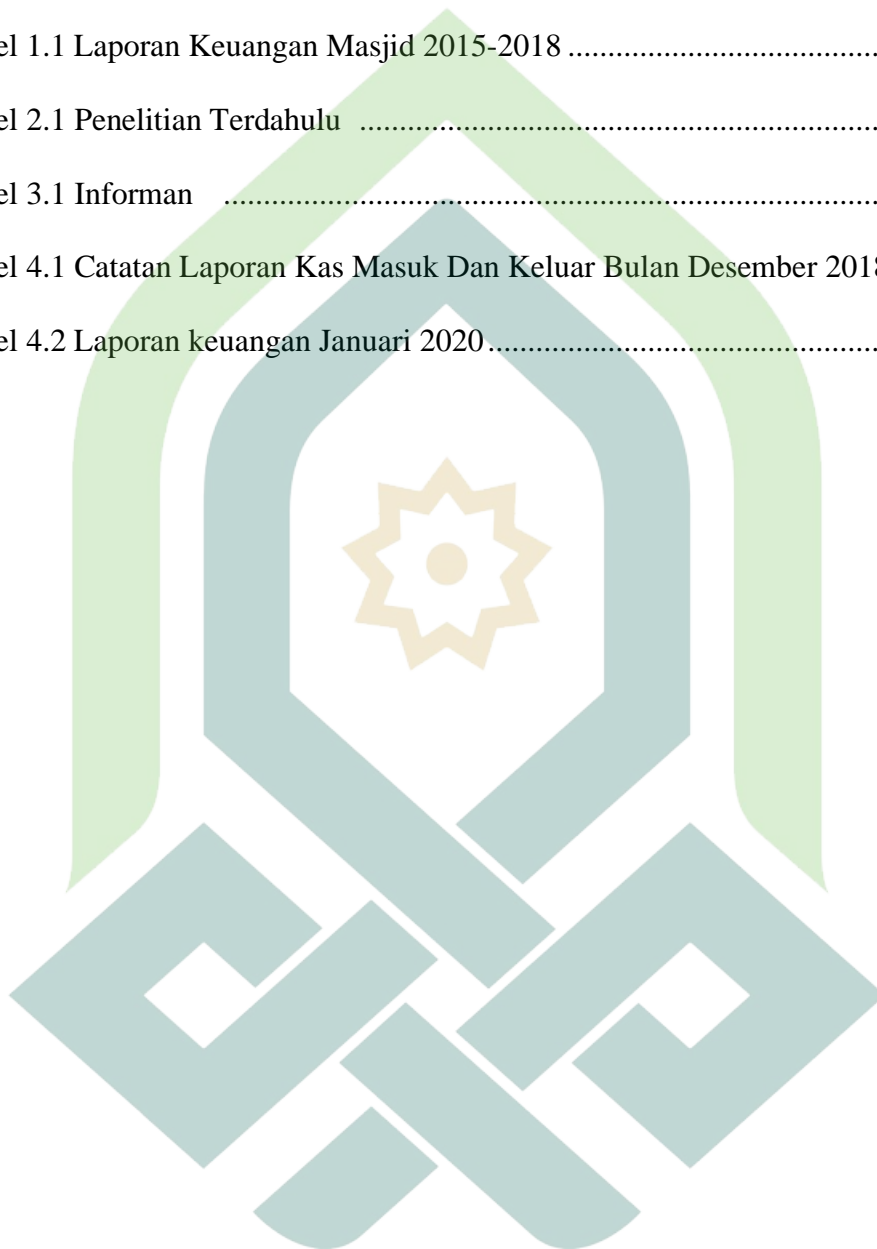 el 1.1 Laporan Keuangan Masjid 2015-2018 ........................................
el 2.1 Penelitian Terdahulu ..................................................................
el 3.1 Informan ...................................................................................
el 4.1 Catatan Laporan Kas Masuk Dan Keluar Bulan Desember 2018
el 4.2 Laporan keuangan Januari 2020 ..................................................